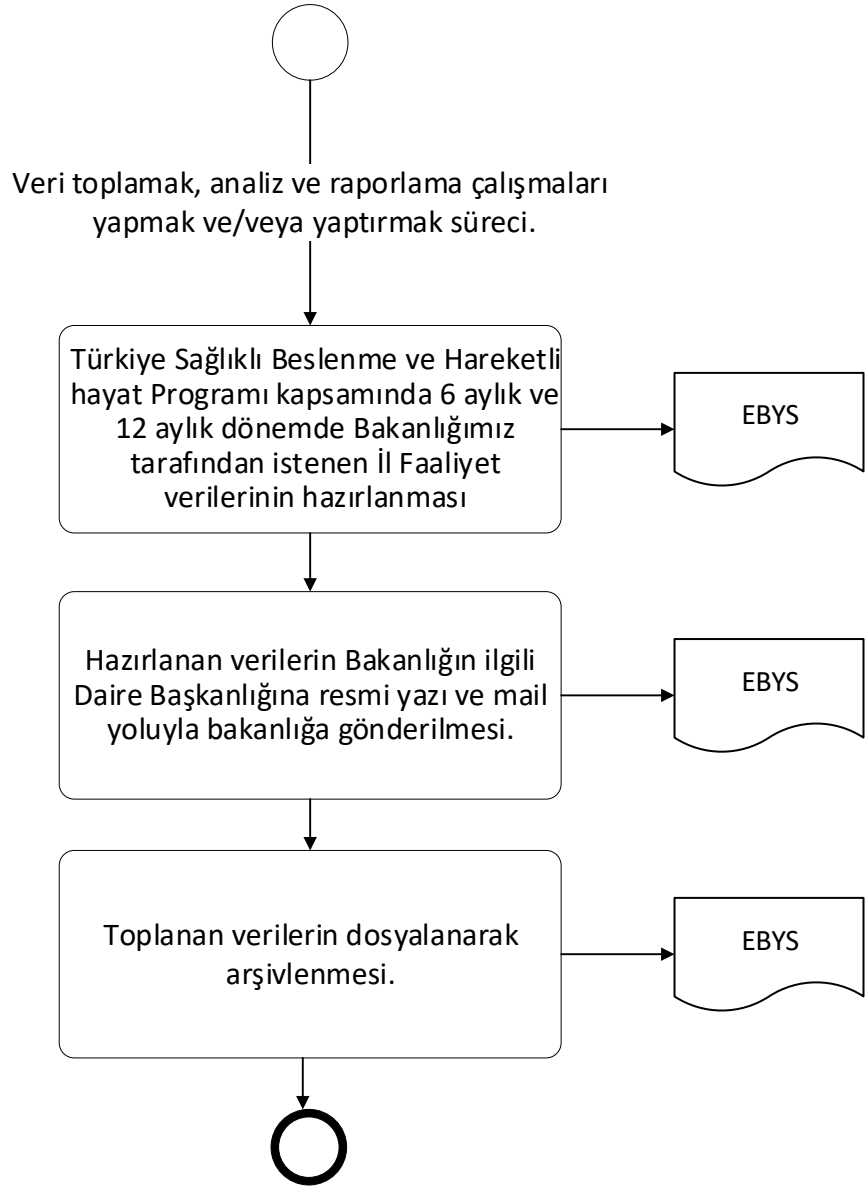 Veri toplamak, analiz ve raporlama çalışmaları
yapmak ve/veya yaptırmak süreci.
Türkiye Sağlıklı Beslenme ve Hareketli
hayat Programı kapsamında 6 aylık ve
12 aylık dönemde Bakanlığımız
tarafından istenen İl Faaliyet
verilerinin hazırlanması
EBYS
Hazırlanan verilerin Bakanlığın ilgili
Daire Başkanlığına resmi yazı ve mail
yoluyla bakanlığa gönderilmesi.
EBYS
Toplanan verilerin dosyalanarak
arşivlenmesi.
EBYS